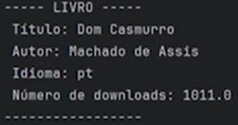 ----- LIVRO -----
Título: Dom Casmurro
Autor: Machado de Assis
Idioma: pt
Número de downloads: 1011.0
-----------------